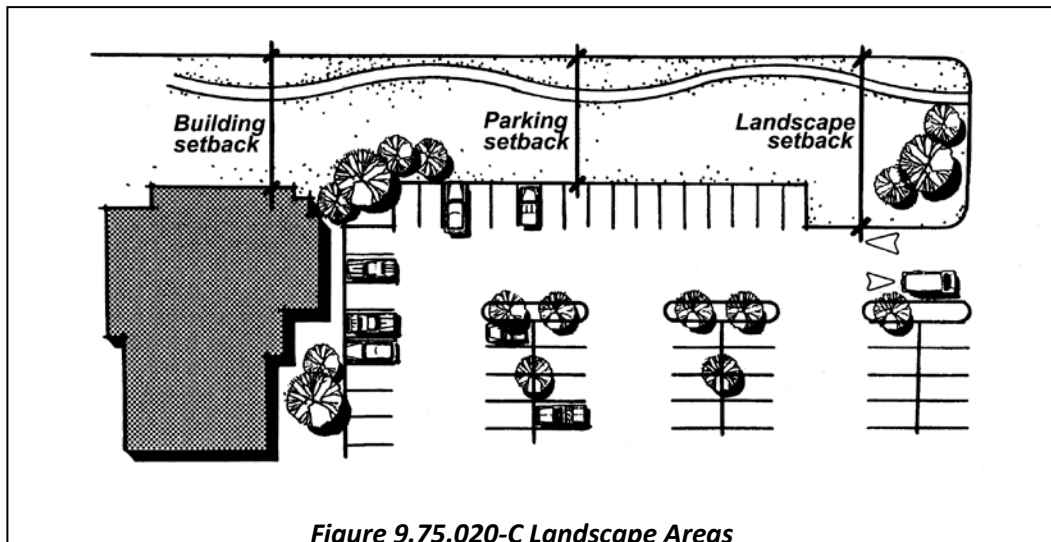 Building
setback
Parking
setback
Landscape
setback
Figure 9.75.020-C Landscape Areas